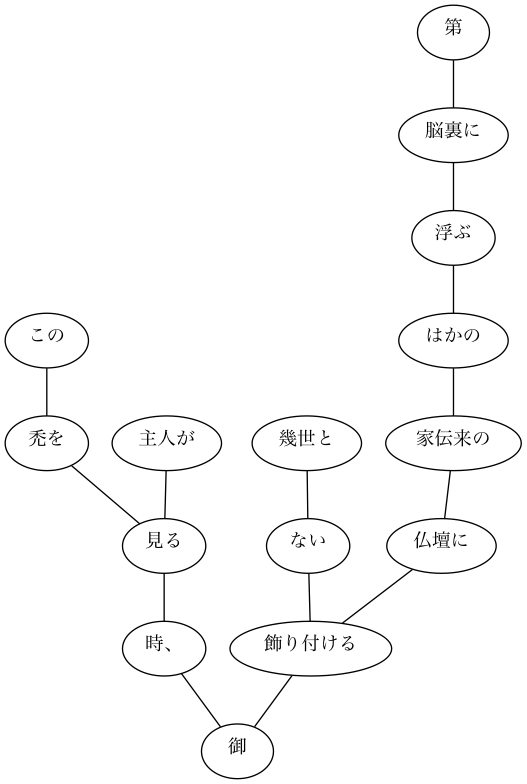 第
脳裏に
浮ぶ
はかの
この
禿を
主人が
幾世と
家伝来の
見る
ない
仏壇に
時、
飾り付ける
御